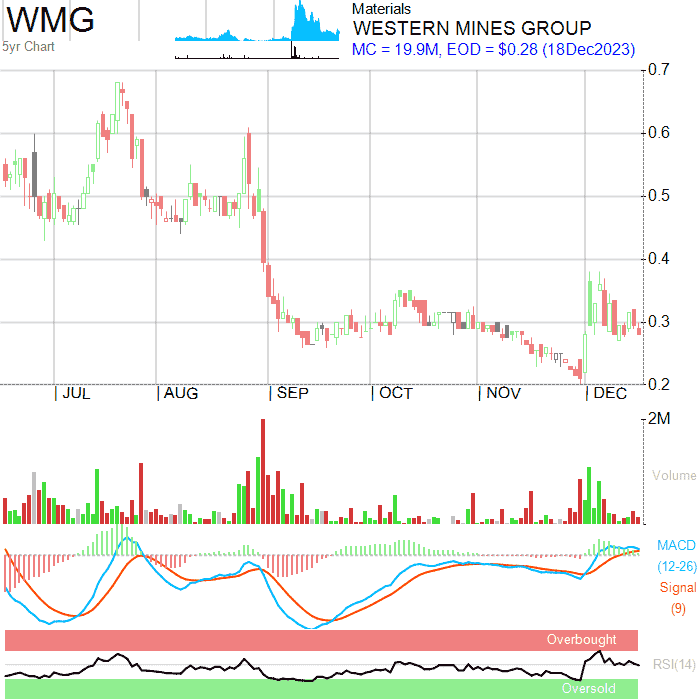 WMG
5yr Chart
Materials
WESTERN MINES GROUP
MC = 19.9M, EOD = $0.28 (18Dec2023)
0.7
0.6
0.5
0.4
0.3
0.2
JUL AUG SEP OCT NOV DEC
2M
Volume
MACD
(12-26)
Signal
(9)
Overbought
RSI(14)
Oversold